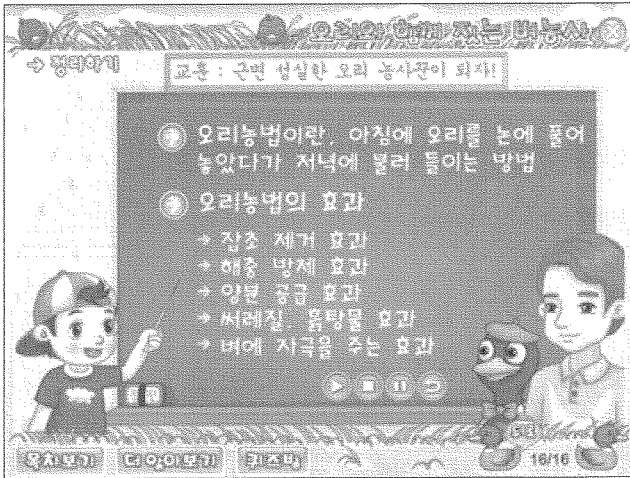 오리와 함께 짓는 벼농사
→ 정리하기
교훈 : 근면 성실한 오리 농사꾼이 되자!
오리농법이란, 아침에 오리를 논에 풀어
놓았다가 저녁에 불러 들이는 방법
오리농법의 효과
→ 잡초 제거 효과
→ 해충 방제 효과
→ 양분 공급 효과
→ 써레질, 흙탕물 효과
→ 벼에 자극을 주는 효과
목차보기 더 알아보기 퀴즈방 16/16